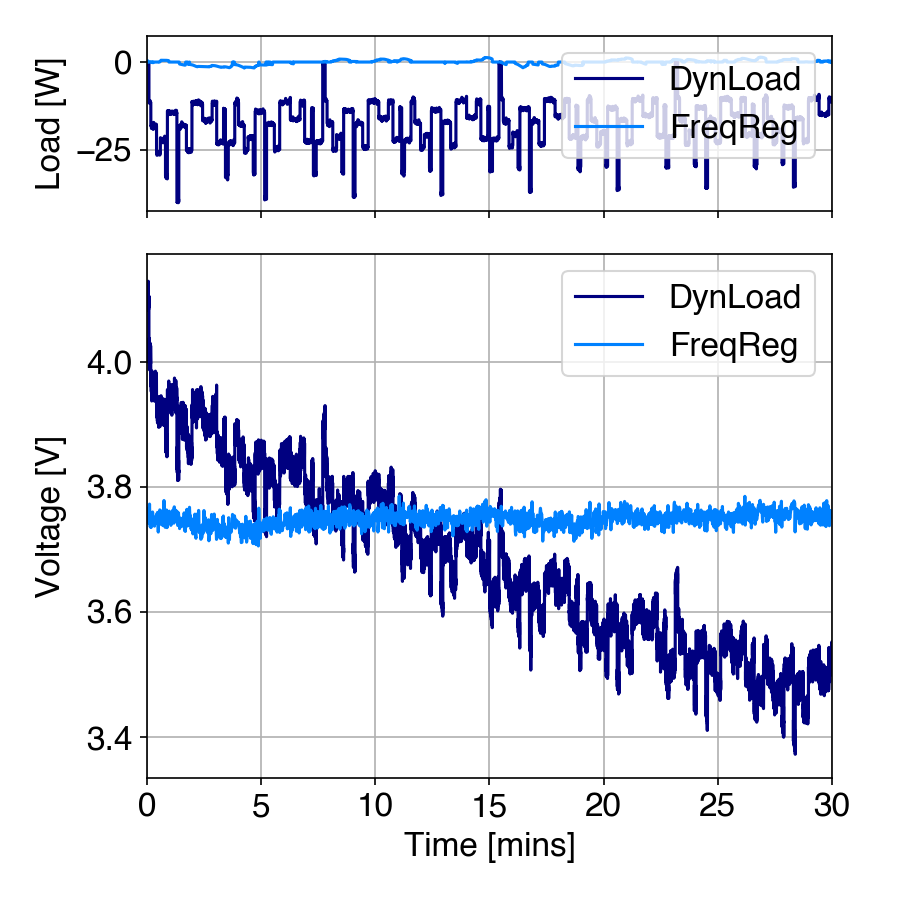 Load [W]
0
−25
DynLoad
FreqReg
Voltage [V]
4.0
3.8
3.6
3.4
DynLoad
FreqReg
0 5 10 15 20 25 30
Time [mins]